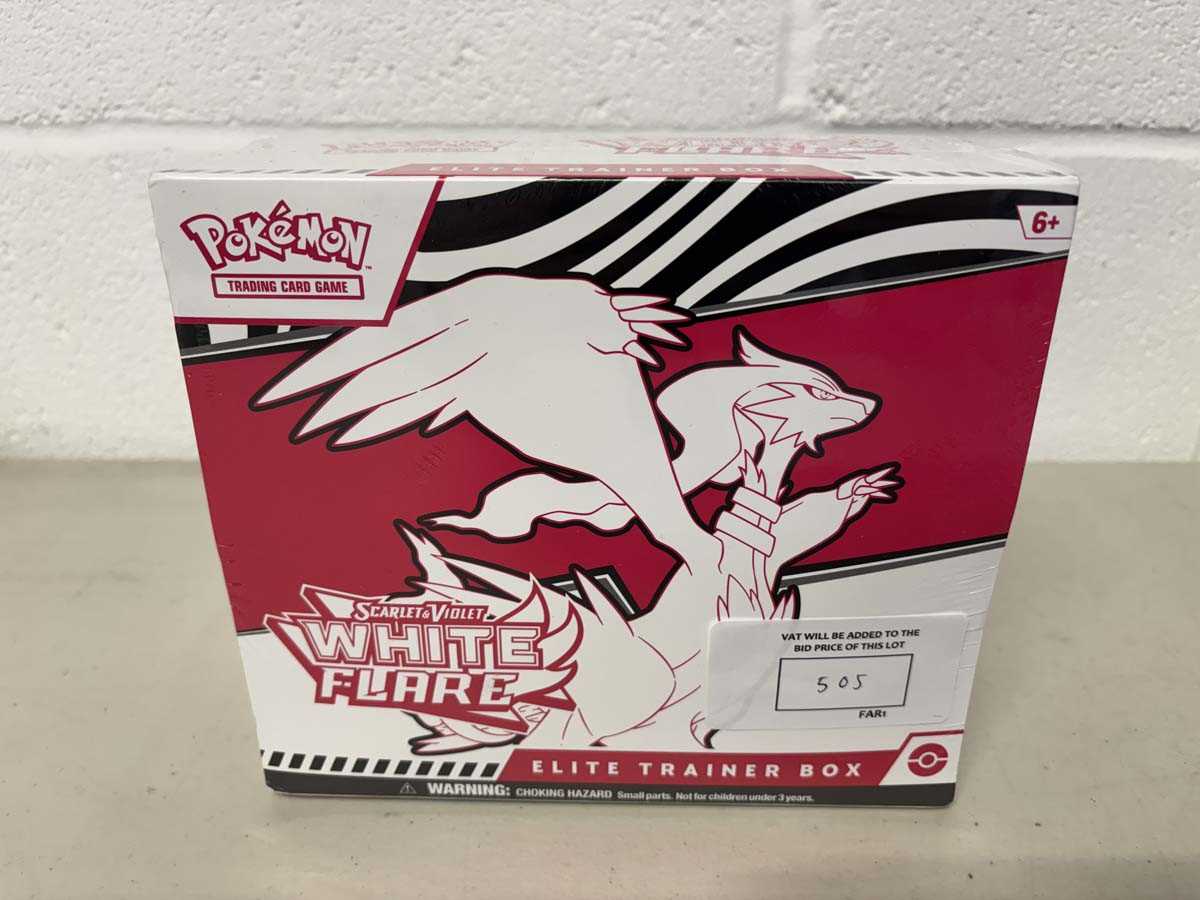 ELITE TRAINER BOX
POKéMON
TRADING CARD GAME
6+
SCARLET & VIOLET
WHITE
FLARE
VAT WILL BE ADDED TO THE
BID PRICE OF THIS LOT
505
FAR1
ELITE TRAINER BOX
WARNING: CHOKING HAZARD Small parts. Not for children under 3 years.